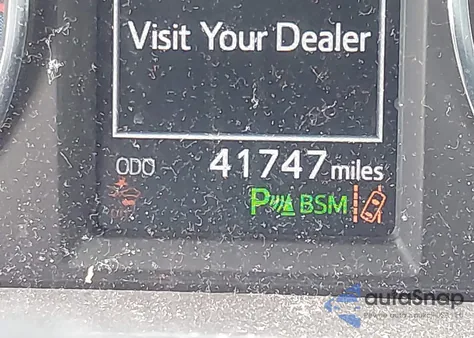 Visit Your Dealer
ODO 41747 miles
P BSM
autoSnap